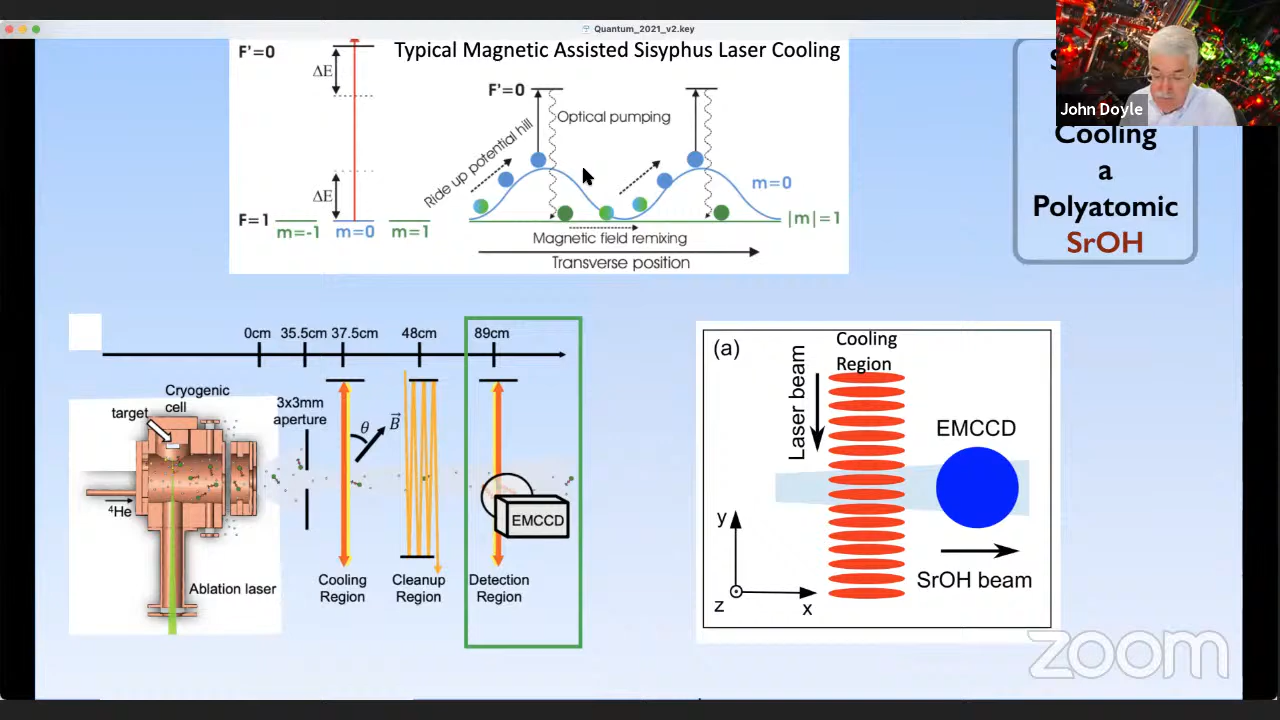 Quantum_2021_v2.key
Typical Magnetic Assisted Sisyphus Laser Cooling
F'=0
ΔE
ΔE
F=1
m=-1
m=0
m=1
F'=0
Optical pumping
Ride up potential hill
m=0
|m|=1
Magnetic field remixing
Transverse position
John Doyle
Cooling
a
Polyatomic
SrOH
0cm
35.5cm
37.5cm
48cm
89cm
Cryogenic
cell
target
3x3mm
aperture
θ
B
⁴He
EMCCD
Ablation laser
Cooling
Region
Cleanup
Region
Detection
Region
(a)
Cooling
Region
Laser beam
EMCCD
SrOH beam
y
z
x
zoom